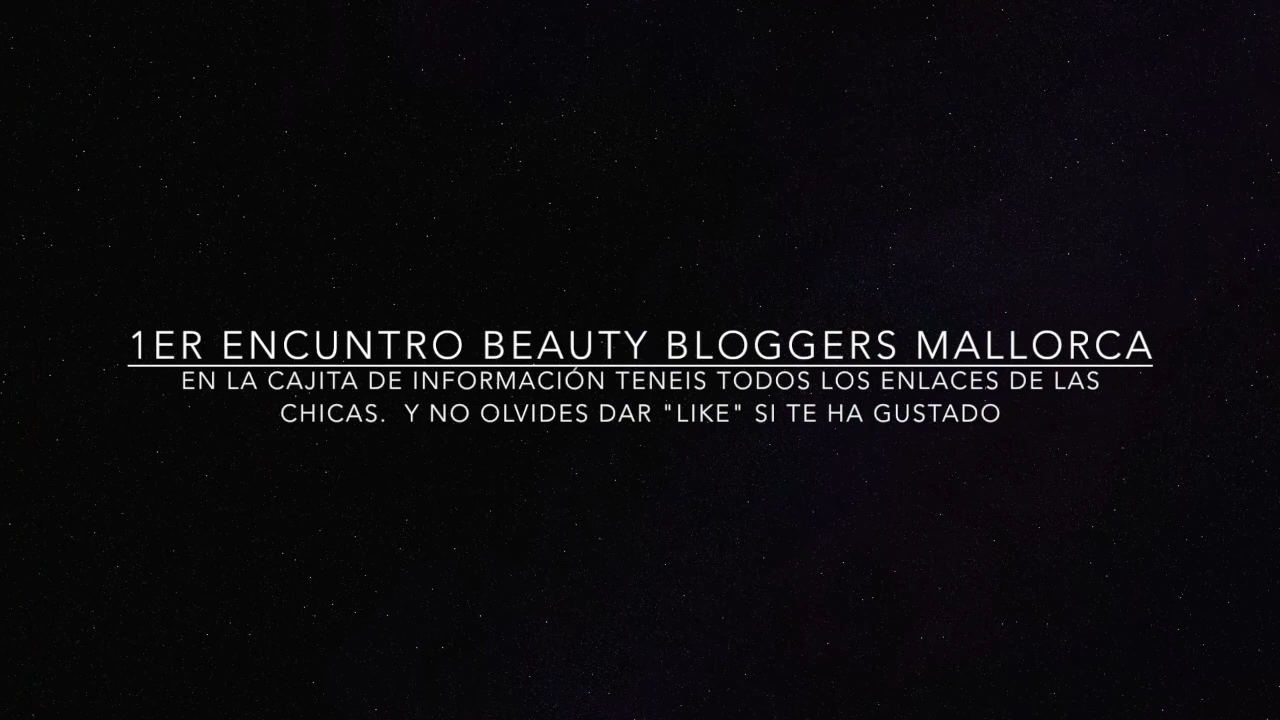 1ER ENCUNTRO BEAUTY BLOGGERS MALLORCA
EN LA CAJITA DE INFORMACIÓN TENEIS TODOS LOS ENLACES DE LAS
CHICAS.  Y NO OLVIDES DAR "LIKE" SI TE HA GUSTADO